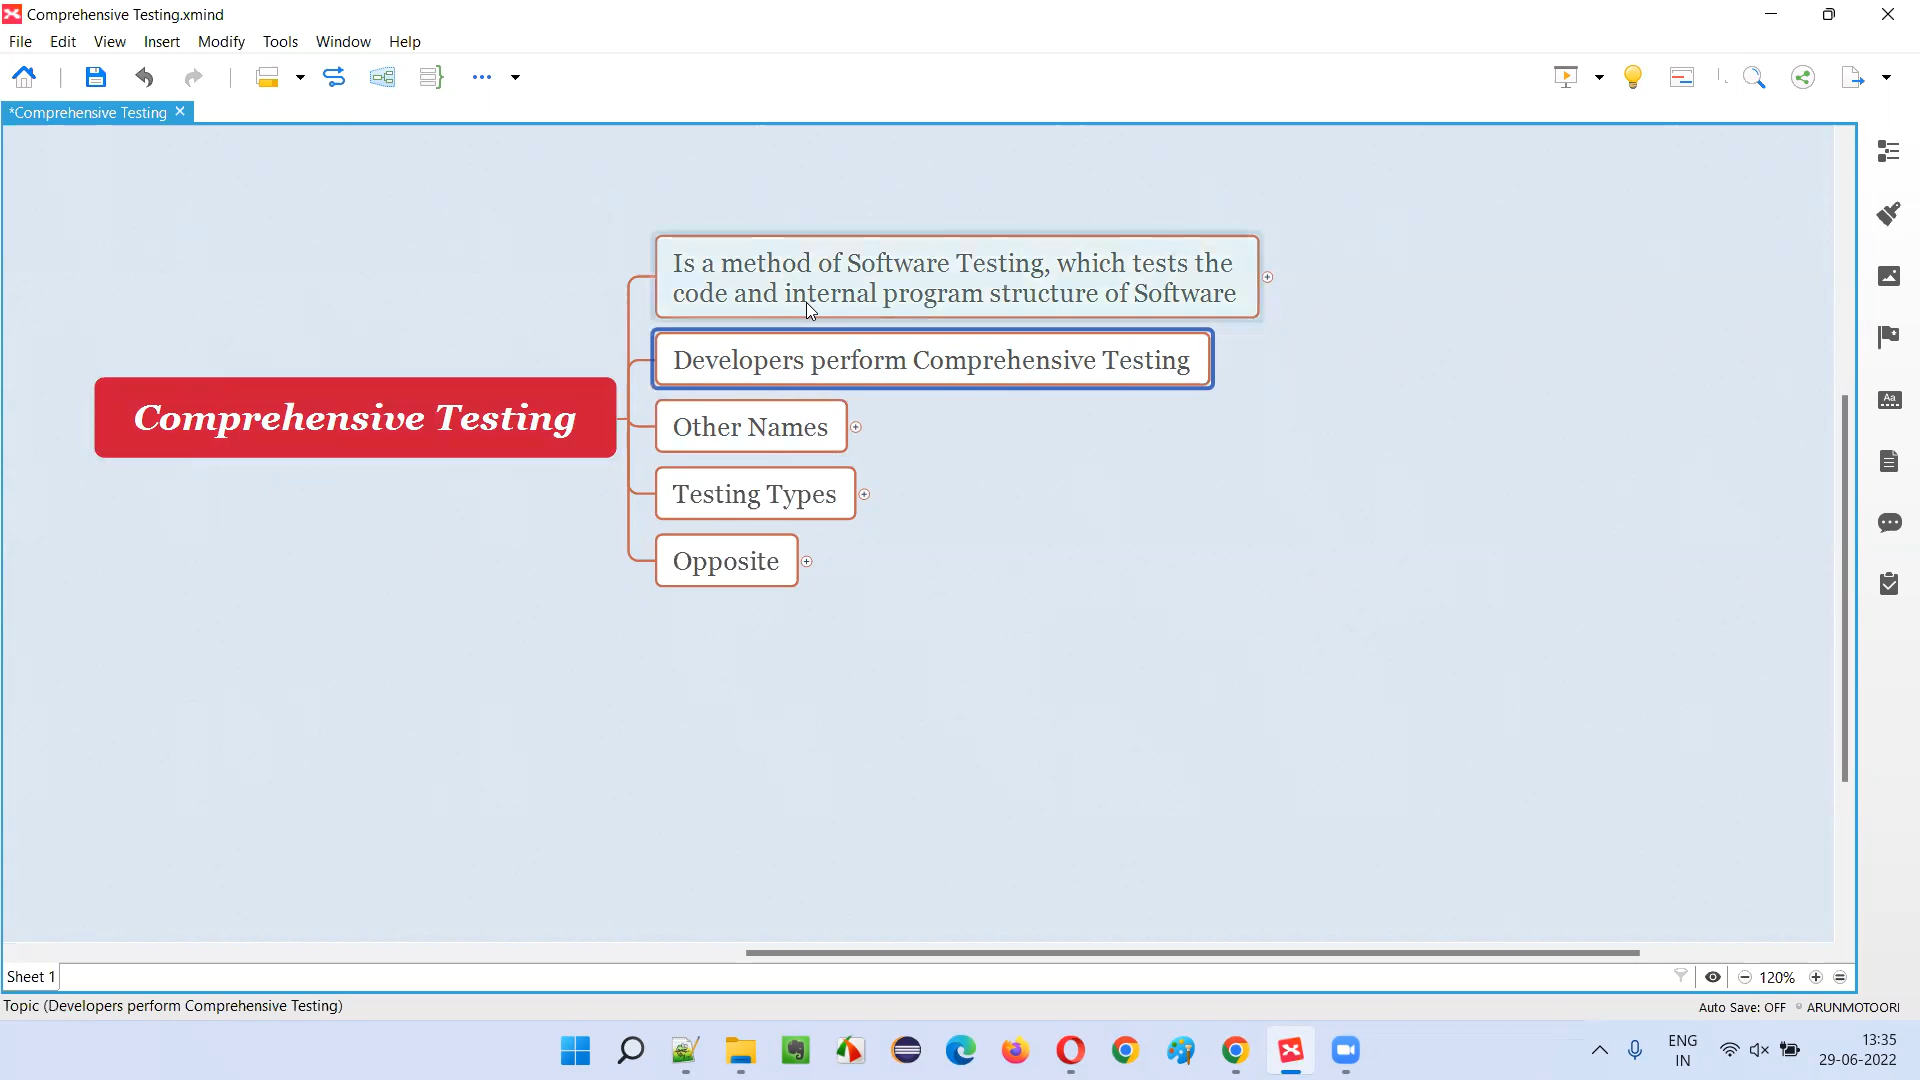 Comprehensive Testing.xmind
File Edit View Insert Modify Tools Window Help
*Comprehensive Testing
Is a method of Software Testing, which tests the
code and internal program structure of Software
Developers perform Comprehensive Testing
Comprehensive Testing
Other Names
Testing Types
Opposite
Aa
Sheet 1
120%
Topic (Developers perform Comprehensive Testing)
Auto Save: OFF ARUNMOTOORI
ENG
IN
13:35
29-06-2022